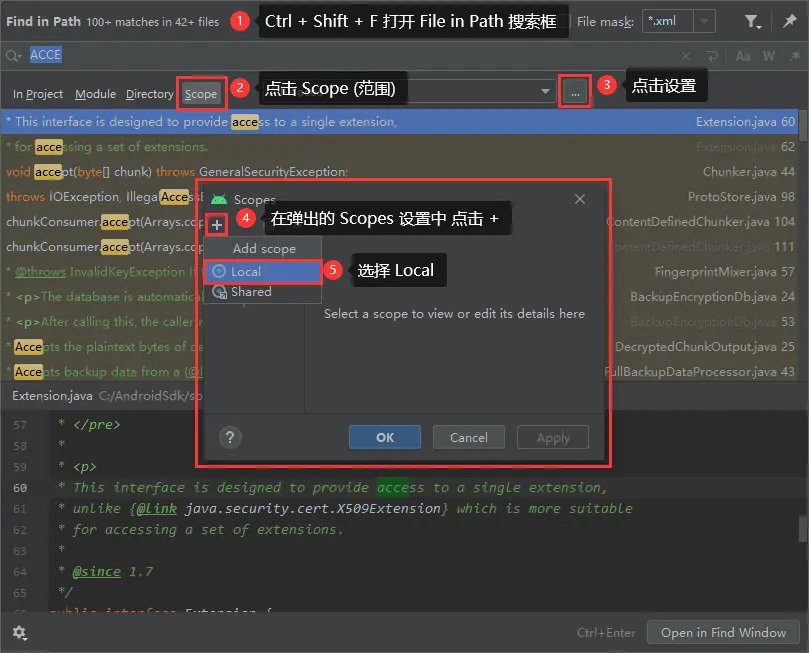 Find in Path 100+ matches in 42+ files
1 Ctrl + Shift + F 打开 File in Path 搜索框
File mask: *.xml
ACCE
Aa W .*
In Project Module Directory Scope
2 点击 Scope (范围)
... 3 点击设置
* This interface is designed to provide access to a single extension, Extension.java 60
* for accessing a set of extensions. Extension.java 62
void accept(byte[] chunk) throws GeneralSecurityException; Chunker.java 44
throws IOException, Illegal ProtoStore.java 98
chunkConsumer.accept(Arrays. ContentDefinedChunker.java 104
chunkConsumer.accept(Arrays. ContentDefinedChunker.java 111
* @throws InvalidKeyException FingerprintMixer.java 57
* <p>The database is BackupEncryptionDb.java 24
* <p>After calling this, the caller BackupEncryptionDb.java 53
* Accepts the plaintext bytes of DecryptedChunkOutput.java 25
* Accepts backup data from a FullBackupDataProcessor.java 43
Scopes
+ 4 在弹出的 Scopes 设置中 点击 +
Add scope
Local 5 选择 Local
Shared
Select a scope to view or edit its details here
? OK Cancel Apply
Extension.java
57 * </pre>
58 *
59 * <p>
60 * This interface is designed to provide access to a single extension,
61 * unlike {@link java.security.cert.X509Extension} which is more suitable
62 * for accessing a set of extensions.
63 *
64 * @since 1.7
65 */
public interface Extension {
Ctrl+Enter Open in Find Window